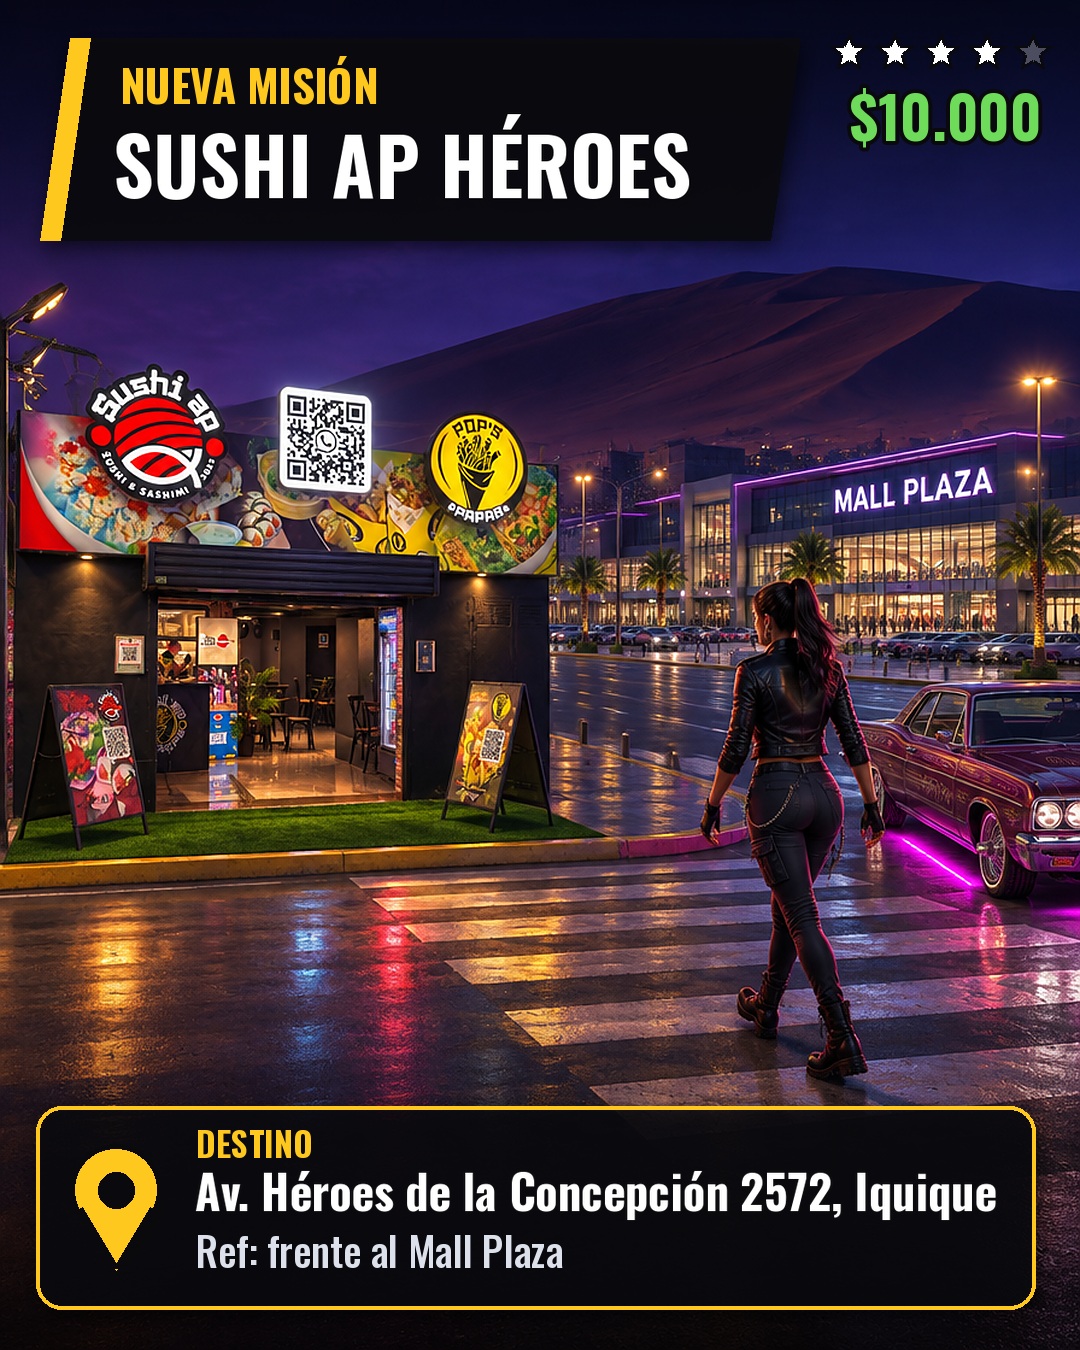 NUEVA MISIÓN
SUSHI AP HÉROES
$10.000
Sushi ap
SUSHI & SASHIMI
POP'S
PAPAB
MALL PLAZA
DESTINO
Av. Héroes de la Concepción 2572, Iquique
Ref: frente al Mall Plaza